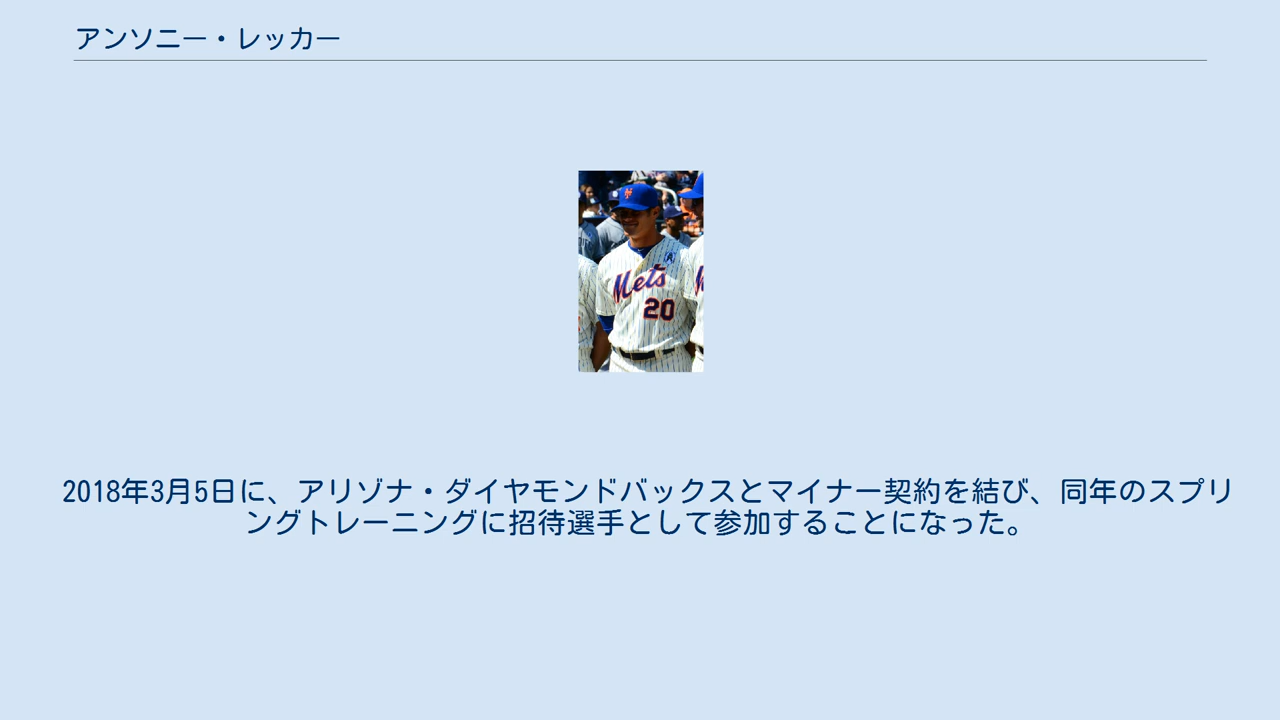 アンソニー・レッカー
Mets
20
2018年3月5日に、アリゾナ・ダイヤモンドバックスとマイナー契約を結び、同年のスプリ
ングトレーニングに招待選手として参加することになった。